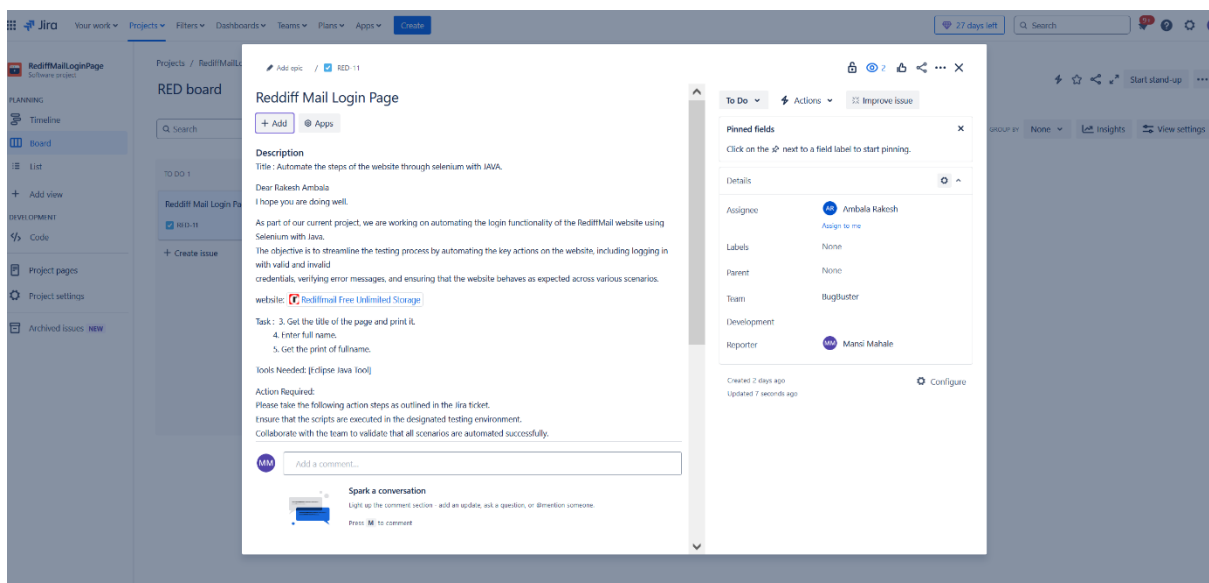 Jira Your work Projects Filters Dashboards Teams Plans Apps Create 27 days left Search 9+
RediffMailLoginPage
Software project
PLANNING
Timeline
Board
List
Add view
DEVELOPMENT
Code
Project pages
Project settings
Archived issues NEW
Projects / RediffMailLo
RED board
Search
TO DO 1
Reddiff Mail Login Pa
RED-11
+ Create issue
Start stand-up
GROUP BY None Insights View settings
Add epic / RED-11
2
Reddiff Mail Login Page
+ Add Apps
Description
Title : Automate the steps of the website through selenium with JAVA.
Dear Rakesh Ambala
I hope you are doing well.
As part of our current project, we are working on automating the login functionality of the RediffMail website using
Selenium with Java.
The objective is to streamline the testing process by automating the key actions on the website, including logging in
with valid and invalid
credentials, verifying error messages, and ensuring that the website behaves as expected across various scenarios.
website: Rediffmail Free Unlimited Storage
Task : 3. Get the title of the page and print it.
4. Enter full name.
5. Get the print of fullname.
Tools Needed: [Eclipse Java Tool]
Action Required:
Please take the following action steps as outlined in the Jira ticket.
Ensure that the scripts are executed in the designated testing environment.
Collaborate with the team to validate that all scenarios are automated successfully.
MM Add a comment...
Spark a conversation
Light up the comment section - add an update, ask a question, or @mention someone.
Press M to comment
To Do Actions Improve issue
Pinned fields
Click on the next to a field label to start pinning.
Details
Assignee AR Ambala Rakesh
Assign to me
Labels None
Parent None
Team BugBuster
Development
Reporter MM Mansi Mahale
Created 2 days ago
Updated 7 seconds ago
Configure